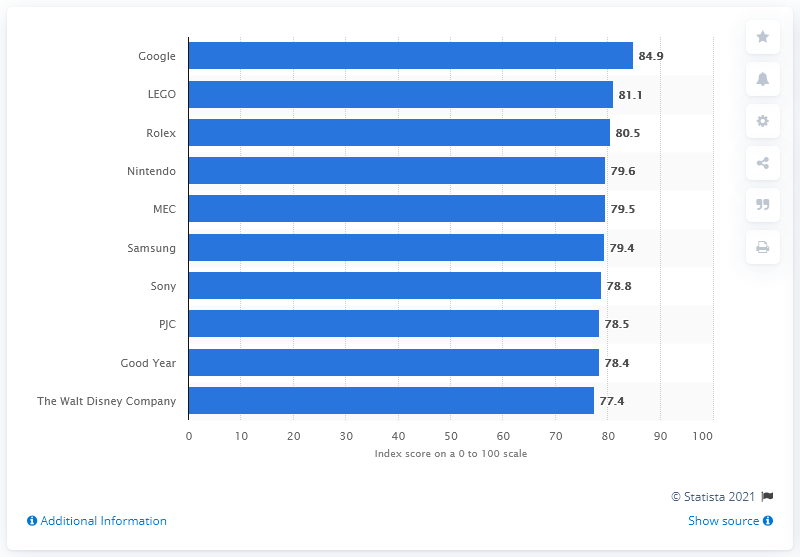 Google 84.9
LEGO 81.1
Rolex 80.5
Nintendo 79.6
MEC 79.5
Samsung 79.4
Sony 78.8
PJC 78.5
Good Year 78.4
The Walt Disney Company 77.4
0 10 20 30 40 50 60 70 80 90 100
Index score on a 0 to 100 scale
© Statista 2021
Additional Information Show source